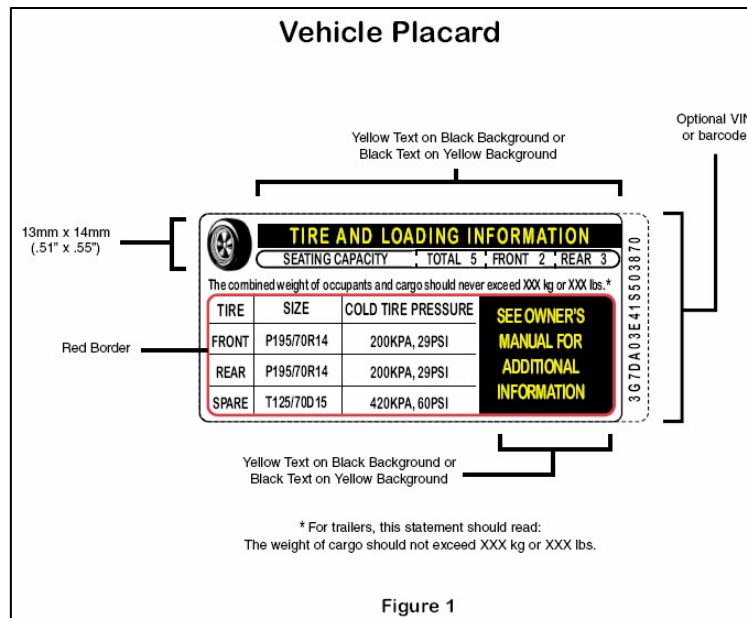 Vehicle Placard
Optional VIN
or barcode
Yellow Text on Black Background or
Black Text on Yellow Background
13mm x 14mm
(.51" x .55")
TIRE AND LOADING INFORMATION
SEATING CAPACITY TOTAL 5 FRONT 2 REAR 3
The combined weight of occupants and cargo should never exceed XXX kg or XXX lbs.*
TIRE SIZE COLD TIRE PRESSURE
FRONT P195/70R14 200KPA, 29PSI
REAR P195/70R14 200KPA, 29PSI
SPARE T125/70D15 420KPA, 60PSI
SEE OWNER'S
MANUAL FOR
ADDITIONAL
INFORMATION
3G7DA03E41S503870
Red Border
Yellow Text on Black Background or
Black Text on Yellow Background
* For trailers, this statement should read:
The weight of cargo should not exceed XXX kg or XXX lbs.
Figure 1